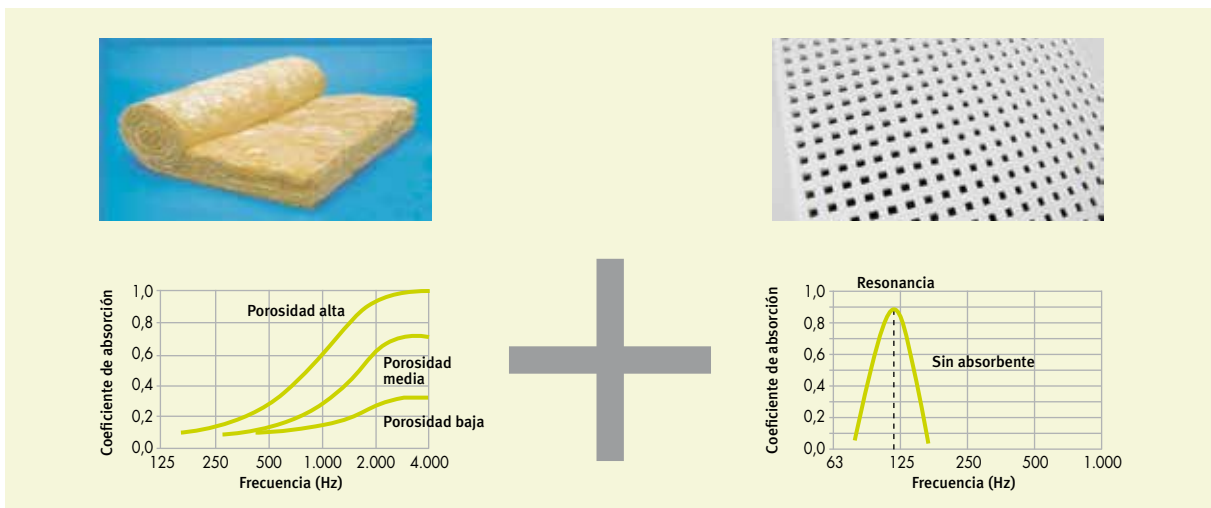 Coeficiente de absorción
1,0
0,8
0,6
0,4
0,2
0,0
Porosidad alta
Porosidad
media
Porosidad baja
125 250 500 1.000 2.000 4.000
Frecuencia (Hz)
Resonancia
Coeficiente de absorción
1,0
0,8
0,6
0,4
0,2
0,0
Sin absorbente
63 125 250 500 1.000
Frecuencia (Hz)